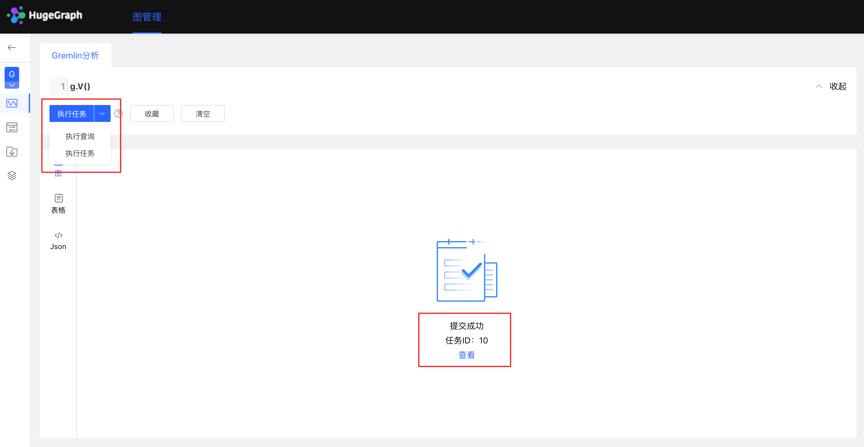 HugeGraph
图管理
Gremlin分析
G
1 g.V()
收起
执行任务
收藏
清空
执行查询
执行任务
图
表格
Json
提交成功
任务ID：10
查看